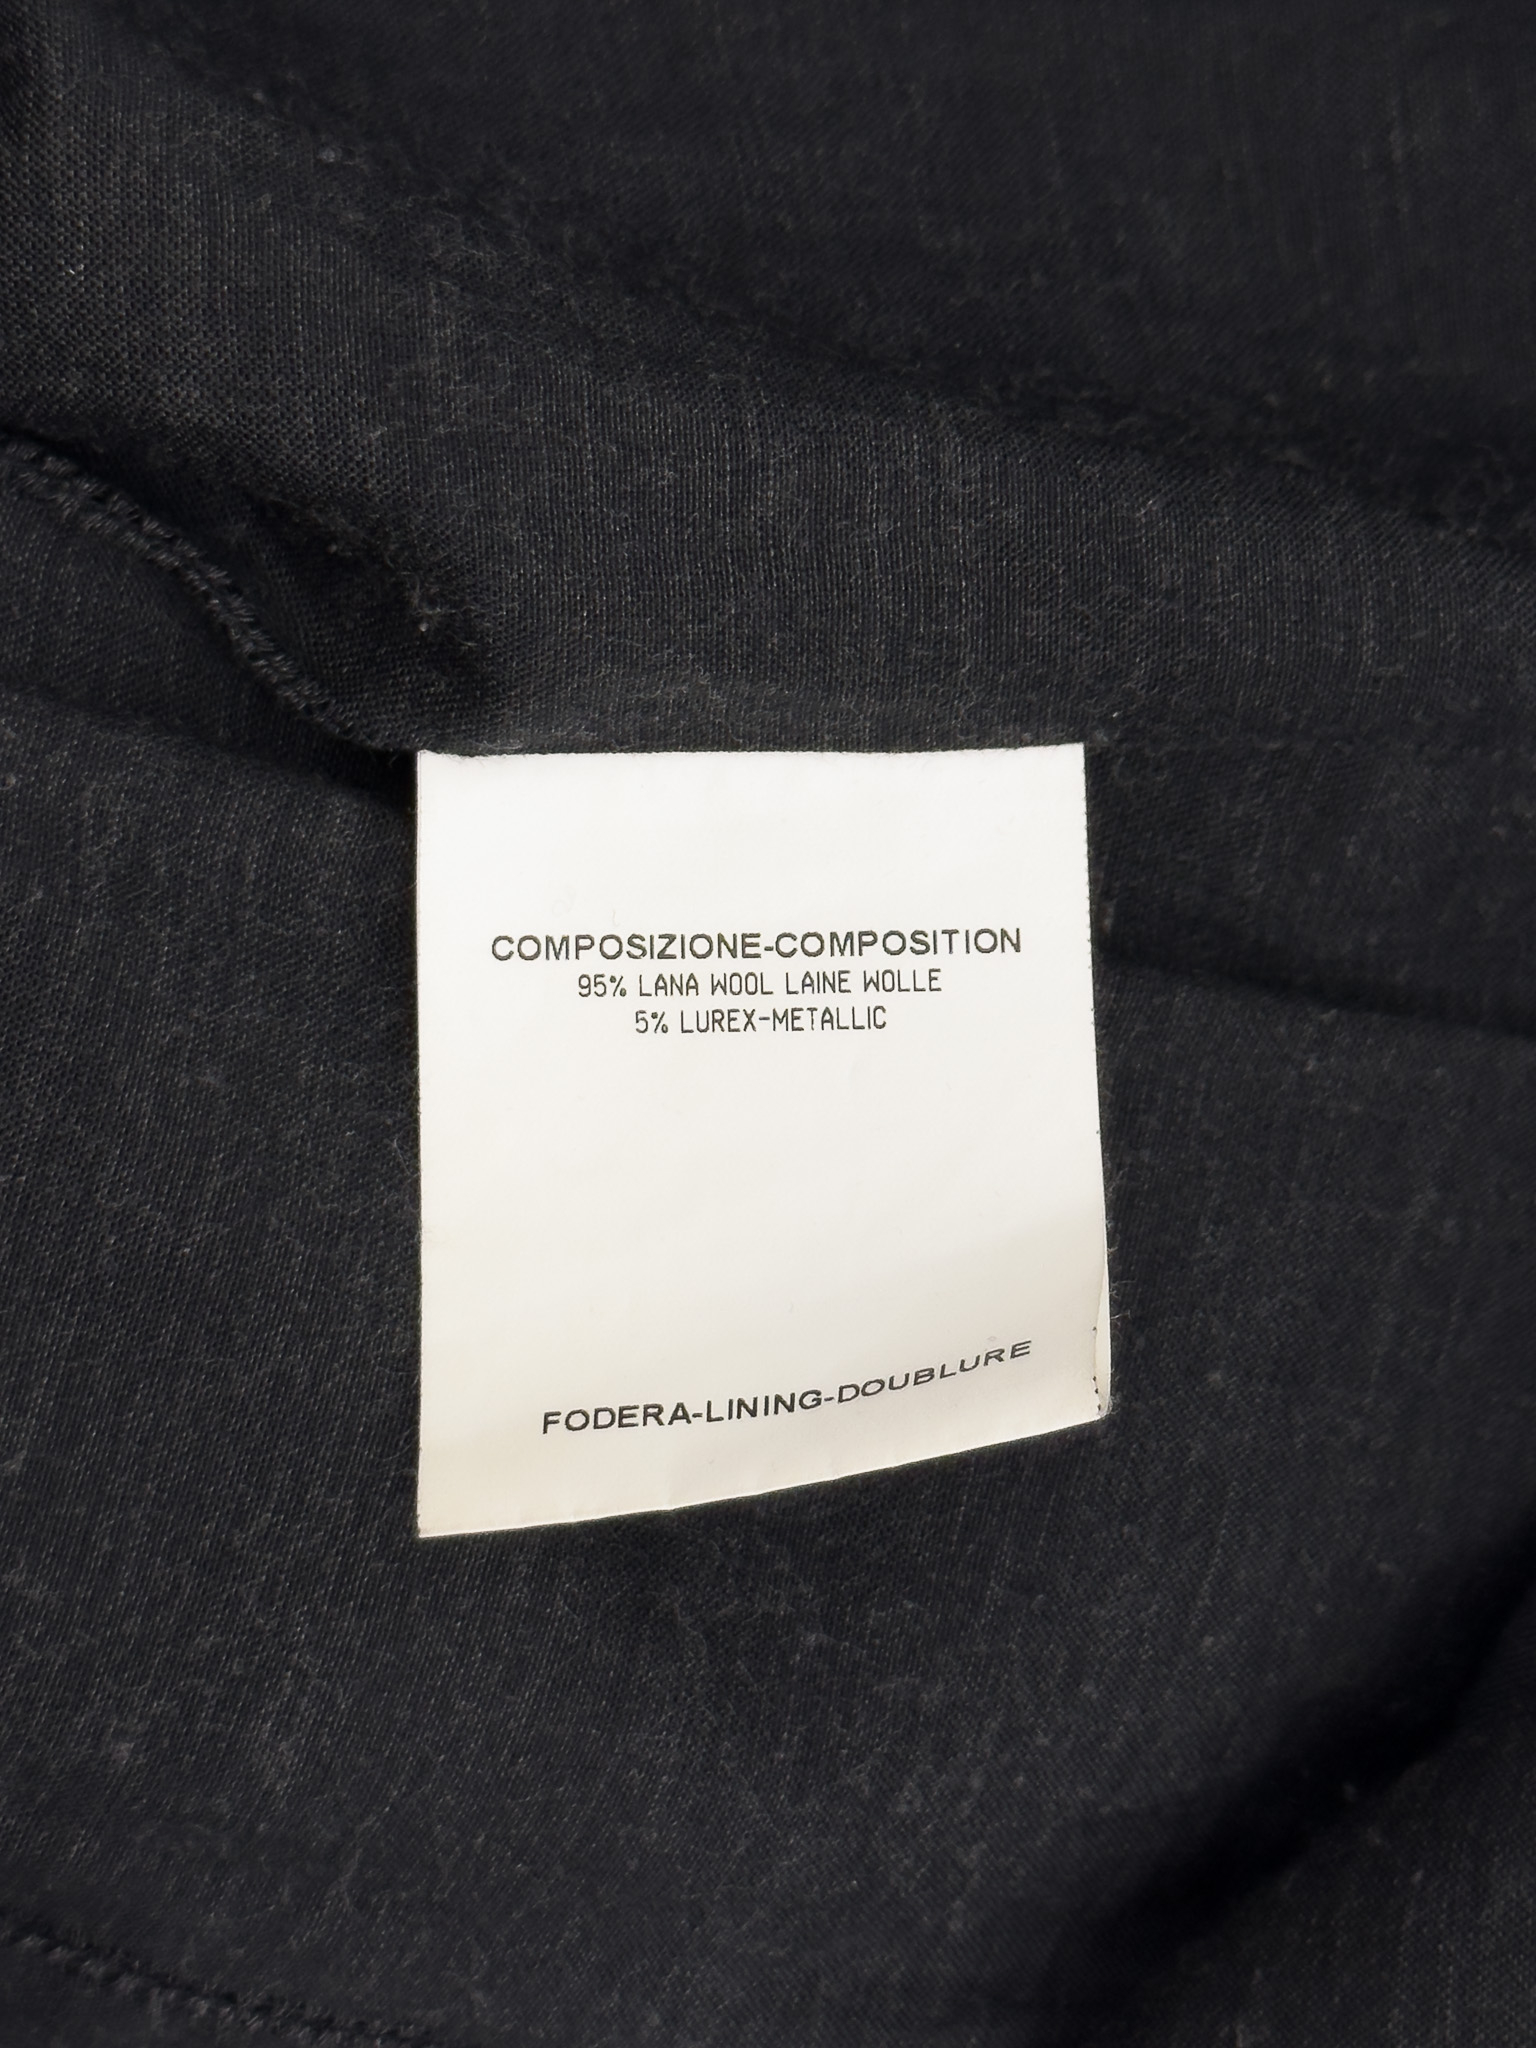 COMPOSIZIONE-COMPOSITION
95% LANA WOOL LAINE WOLLE
5% LUREX-METALLIC
FODERA-LINING-DOUBLURE